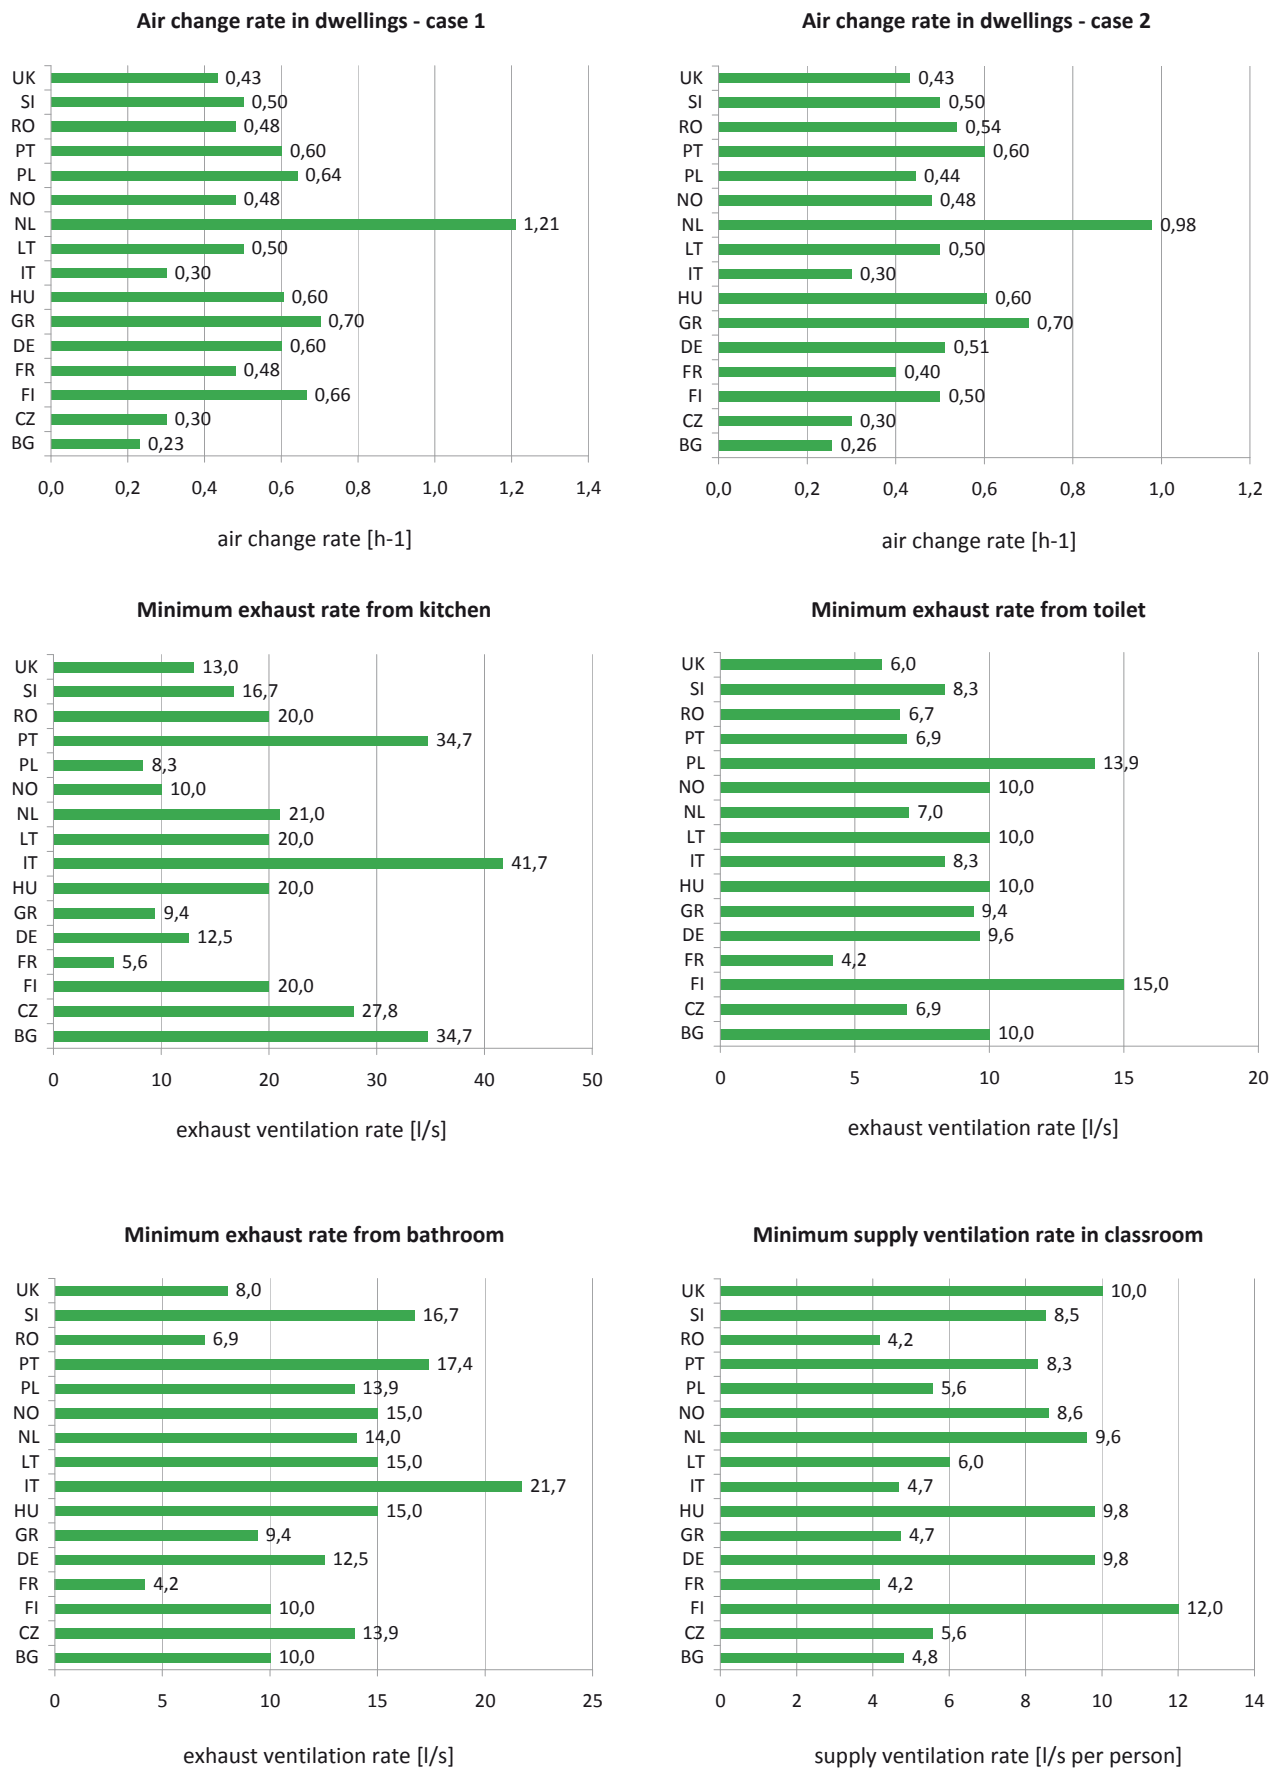 Air change rate in dwellings - case 1
UK 0,43
SI 0,50
RO 0,48
PT 0,60
PL 0,64
NO 0,48
NL 1,21
LT 0,50
IT 0,30
HU 0,60
GR 0,70
DE 0,60
FR 0,48
FI 0,66
CZ 0,30
BG 0,23
0,0 0,2 0,4 0,6 0,8 1,0 1,2 1,4
air change rate [h-1]
Air change rate in dwellings - case 2
UK 0,43
SI 0,50
RO 0,54
PT 0,60
PL 0,44
NO 0,48
NL 0,98
LT 0,50
IT 0,30
HU 0,60
GR 0,70
DE 0,51
FR 0,40
FI 0,50
CZ 0,30
BG 0,26
0,0 0,2 0,4 0,6 0,8 1,0 1,2
air change rate [h-1]
Minimum exhaust rate from kitchen
UK 13,0
SI 16,7
RO 20,0
PT 34,7
PL 8,3
NO 10,0
NL 21,0
LT 20,0
IT 41,7
HU 20,0
GR 9,4
DE 12,5
FR 5,6
FI 20,0
CZ 27,8
BG 34,7
0 10 20 30 40 50
exhaust ventilation rate [l/s]
Minimum exhaust rate from toilet
UK 6,0
SI 8,3
RO 6,7
PT 6,9
PL 13,9
NO 10,0
NL 7,0
LT 10,0
IT 8,3
HU 10,0
GR 9,4
DE 9,6
FR 4,2
FI 15,0
CZ 6,9
BG 10,0
0 5 10 15 20
exhaust ventilation rate [l/s]
Minimum exhaust rate from bathroom
UK 8,0
SI 16,7
RO 6,9
PT 17,4
PL 13,9
NO 15,0
NL 14,0
LT 15,0
IT 21,7
HU 15,0
GR 9,4
DE 12,5
FR 4,2
FI 10,0
CZ 13,9
BG 10,0
0 5 10 15 20 25
exhaust ventilation rate [l/s]
Minimum supply ventilation rate in classroom
UK 10,0
SI 8,5
RO 4,2
PT 8,3
PL 5,6
NO 8,6
NL 9,6
LT 6,0
IT 4,7
HU 9,8
GR 4,7
DE 9,8
FR 4,2
FI 12,0
CZ 5,6
BG 4,8
0 2 4 6 8 10 12 14
supply ventilation rate [l/s per person]